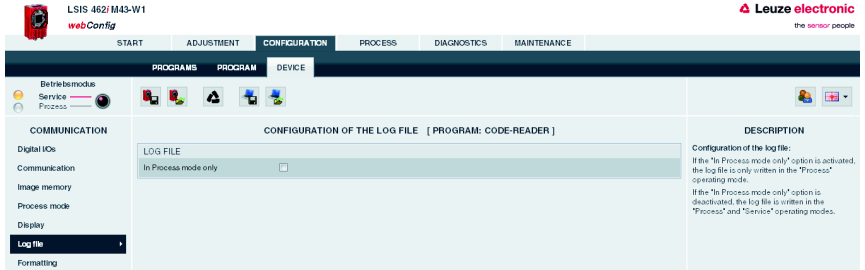 LSIS 462i M43-W1
webConfig
Leuze electronic
the sensor people
START ADJUSTMENT CONFIGURATION PROCESS DIAGNOSTICS MAINTENANCE
PROGRAMS PROGRAM DEVICE
Betriebsmodus
Service
Prozess
COMMUNICATION
Digital I/Os
Communication
Image memory
Process mode
Display
Log file
Formatting
CONFIGURATION OF THE LOG FILE [ PROGRAM: CODE-READER ]
LOG FILE
In Process mode only
DESCRIPTION
Configuration of the log file:
If the "In Process mode only" option is activated,
the log file is only written in the "Process"
operating mode.
If the "In Process mode only" option is
deactivated, the log file is written in the
"Process" and "Service" operating modes.